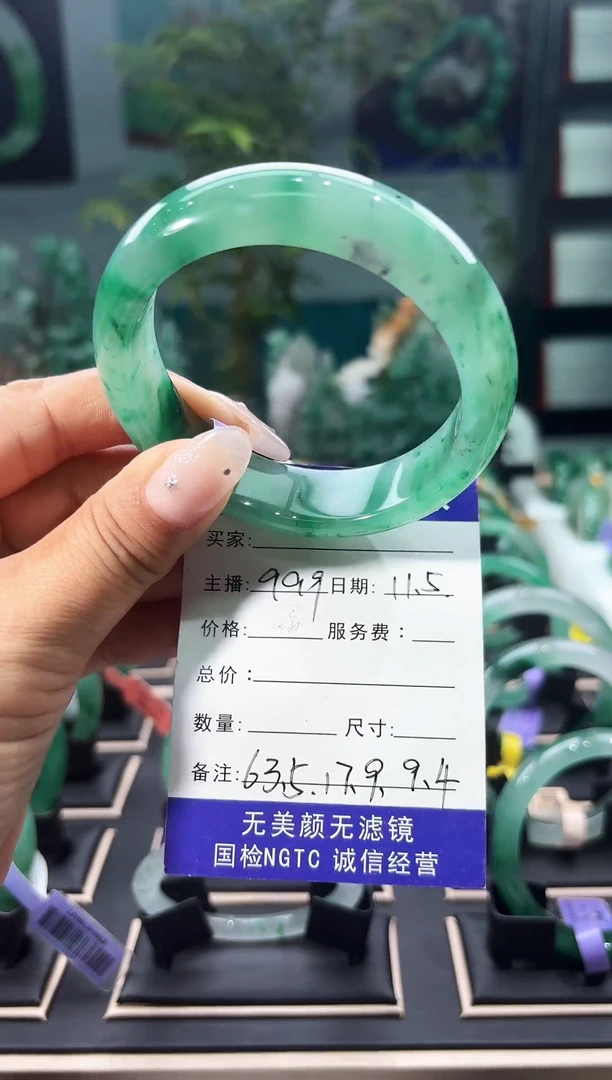 买家:
主播: 999 日期: 11.5
价格: 服务费：
总价：
数量: 尺寸:
备注: 63.5.17.9. 9.4
无美颜无滤镜
国检NGTC 诚信经营